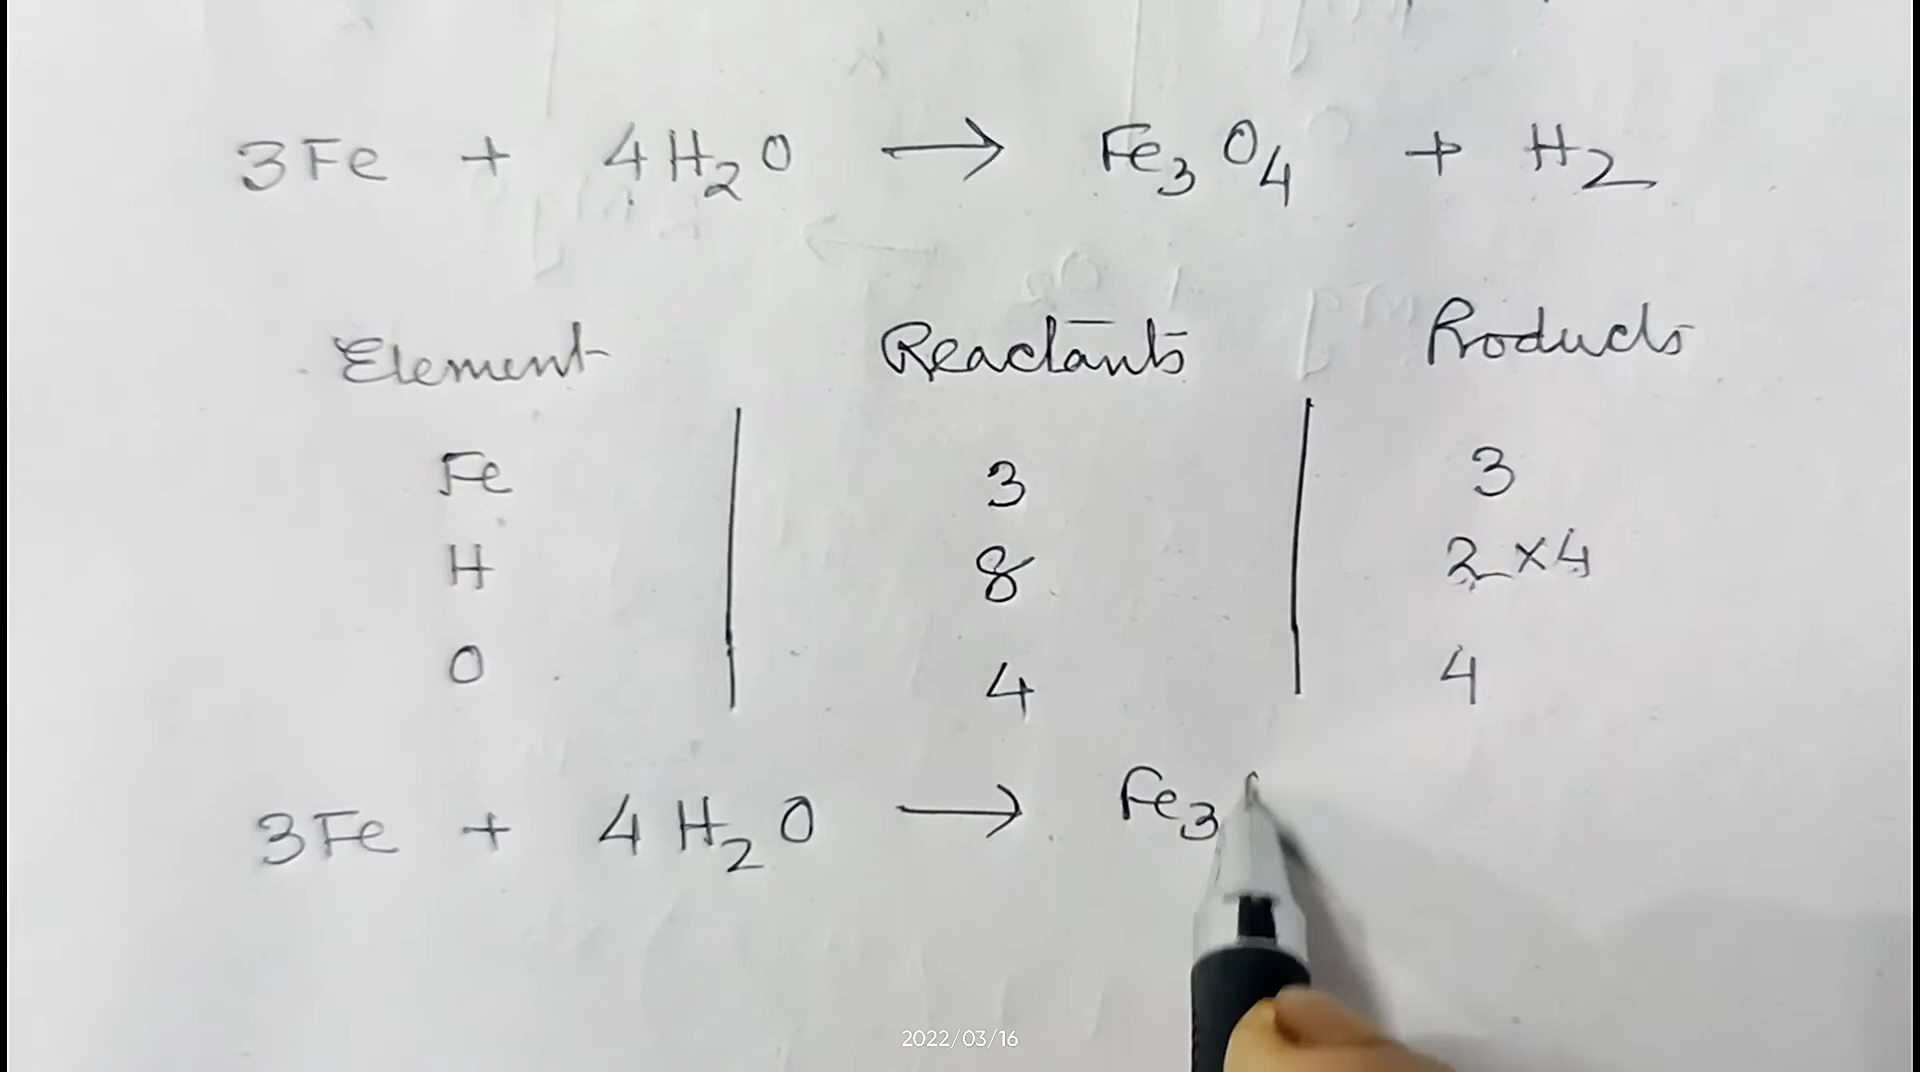 3Fe + 4H₂O → Fe₃O₄ + H₂
Element Reactants Products
Fe 3 3
H 8 2×4
O 4 4
3Fe + 4H₂O → Fe₃
2022/03/16